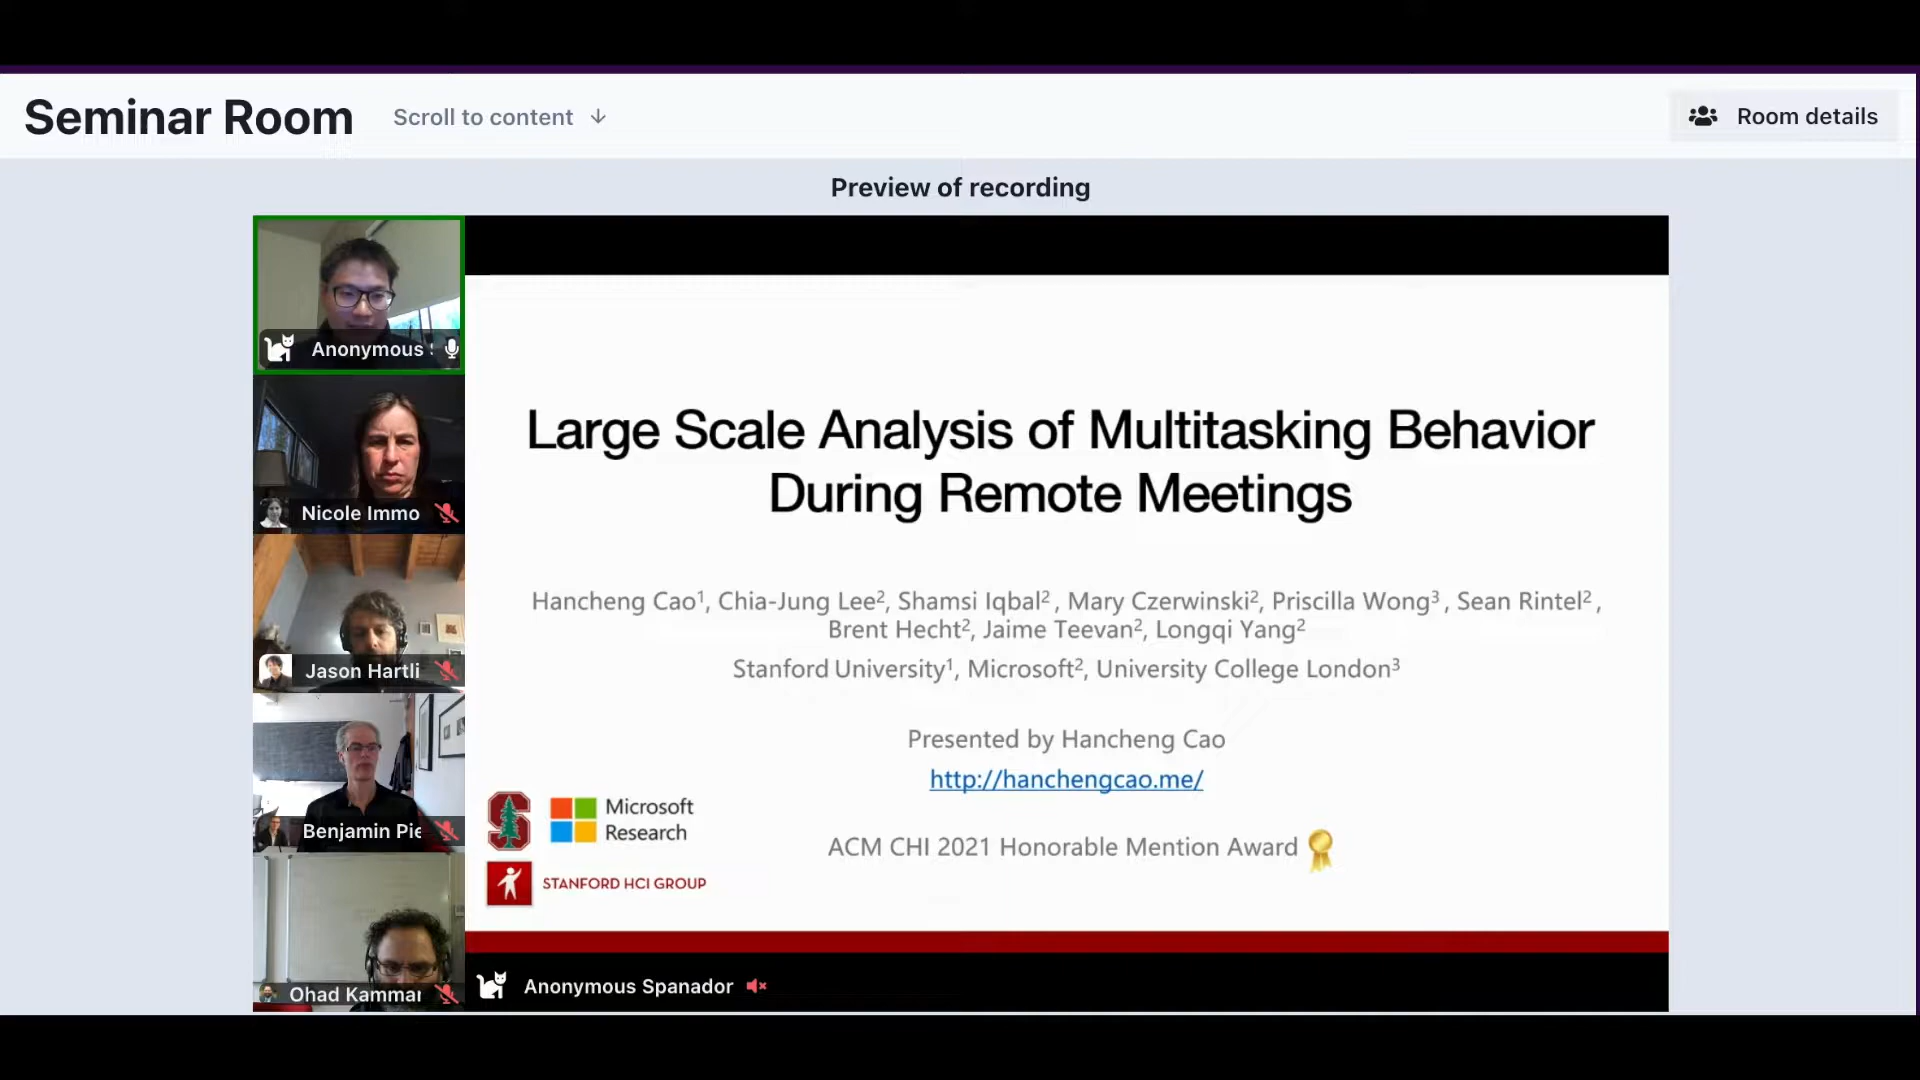 Seminar Room
Scroll to content ↓
Room details
Preview of recording
Anonymous
Nicole Immo
Jason Hartli
Benjamin Pie
Ohad Kammar
Large Scale Analysis of Multitasking Behavior
During Remote Meetings
Hancheng Cao¹, Chia-Jung Lee², Shamsi Iqbal², Mary Czerwinski², Priscilla Wong³, Sean Rintel²,
Brent Hecht², Jaime Teevan², Longqi Yang²
Stanford University¹, Microsoft², University College London³
Presented by Hancheng Cao
http://hanchengcao.me/
Microsoft
Research
ACM CHI 2021 Honorable Mention Award
STANFORD HCI GROUP
Anonymous Spanador